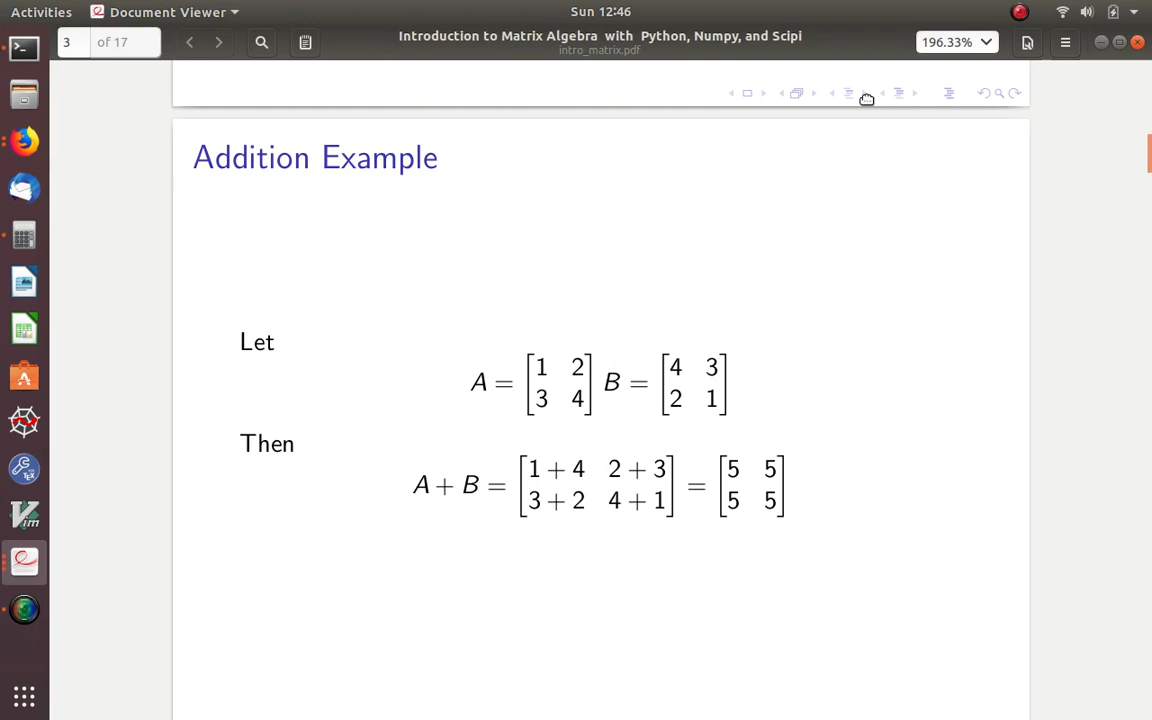 Activities Document Viewer Sun 12:46
3 of 17 Introduction to Matrix Algebra with Python, Numpy, and Scipi 196.33%
intro_matrix.pdf
Addition Example
Let
A = [1 2] B = [4 3]
[3 4] [2 1]
Then
A + B = [1 + 4 2 + 3] = [5 5]
[3 + 2 4 + 1] [5 5]
TEX
Vim